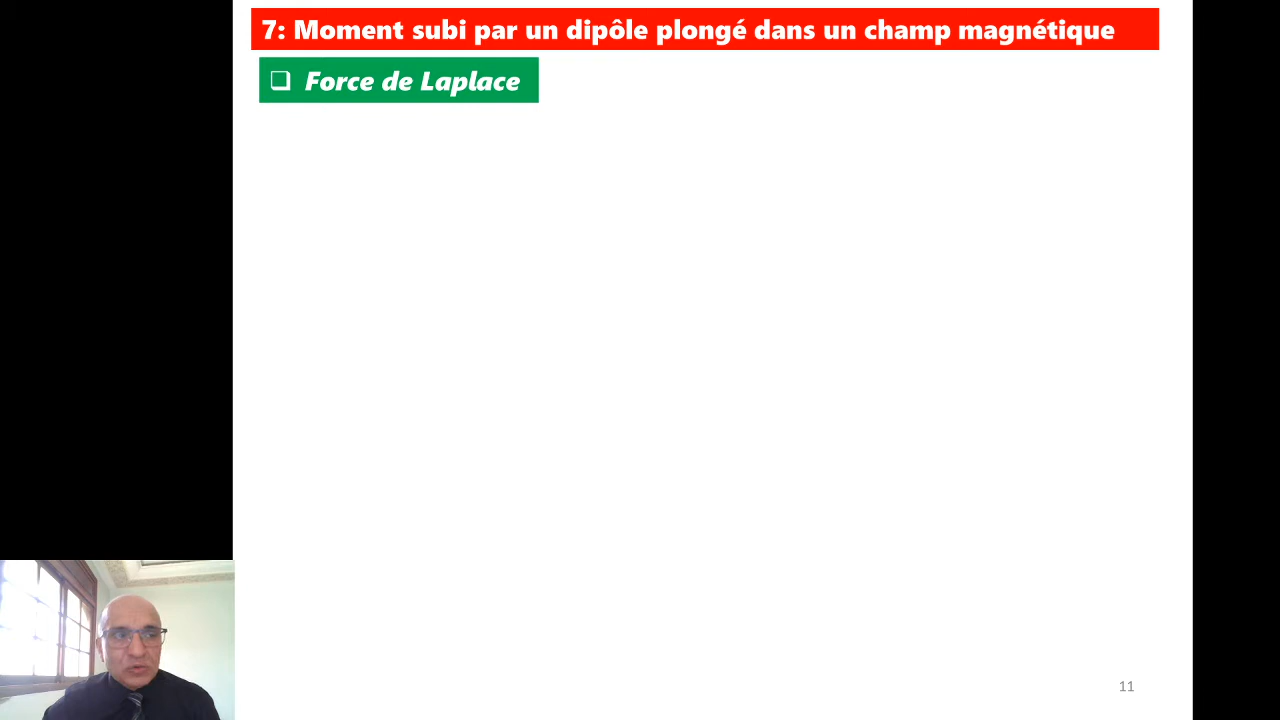 7: Moment subi par un dipôle plongé dans un champ magnétique
❑ Force de Laplace
11